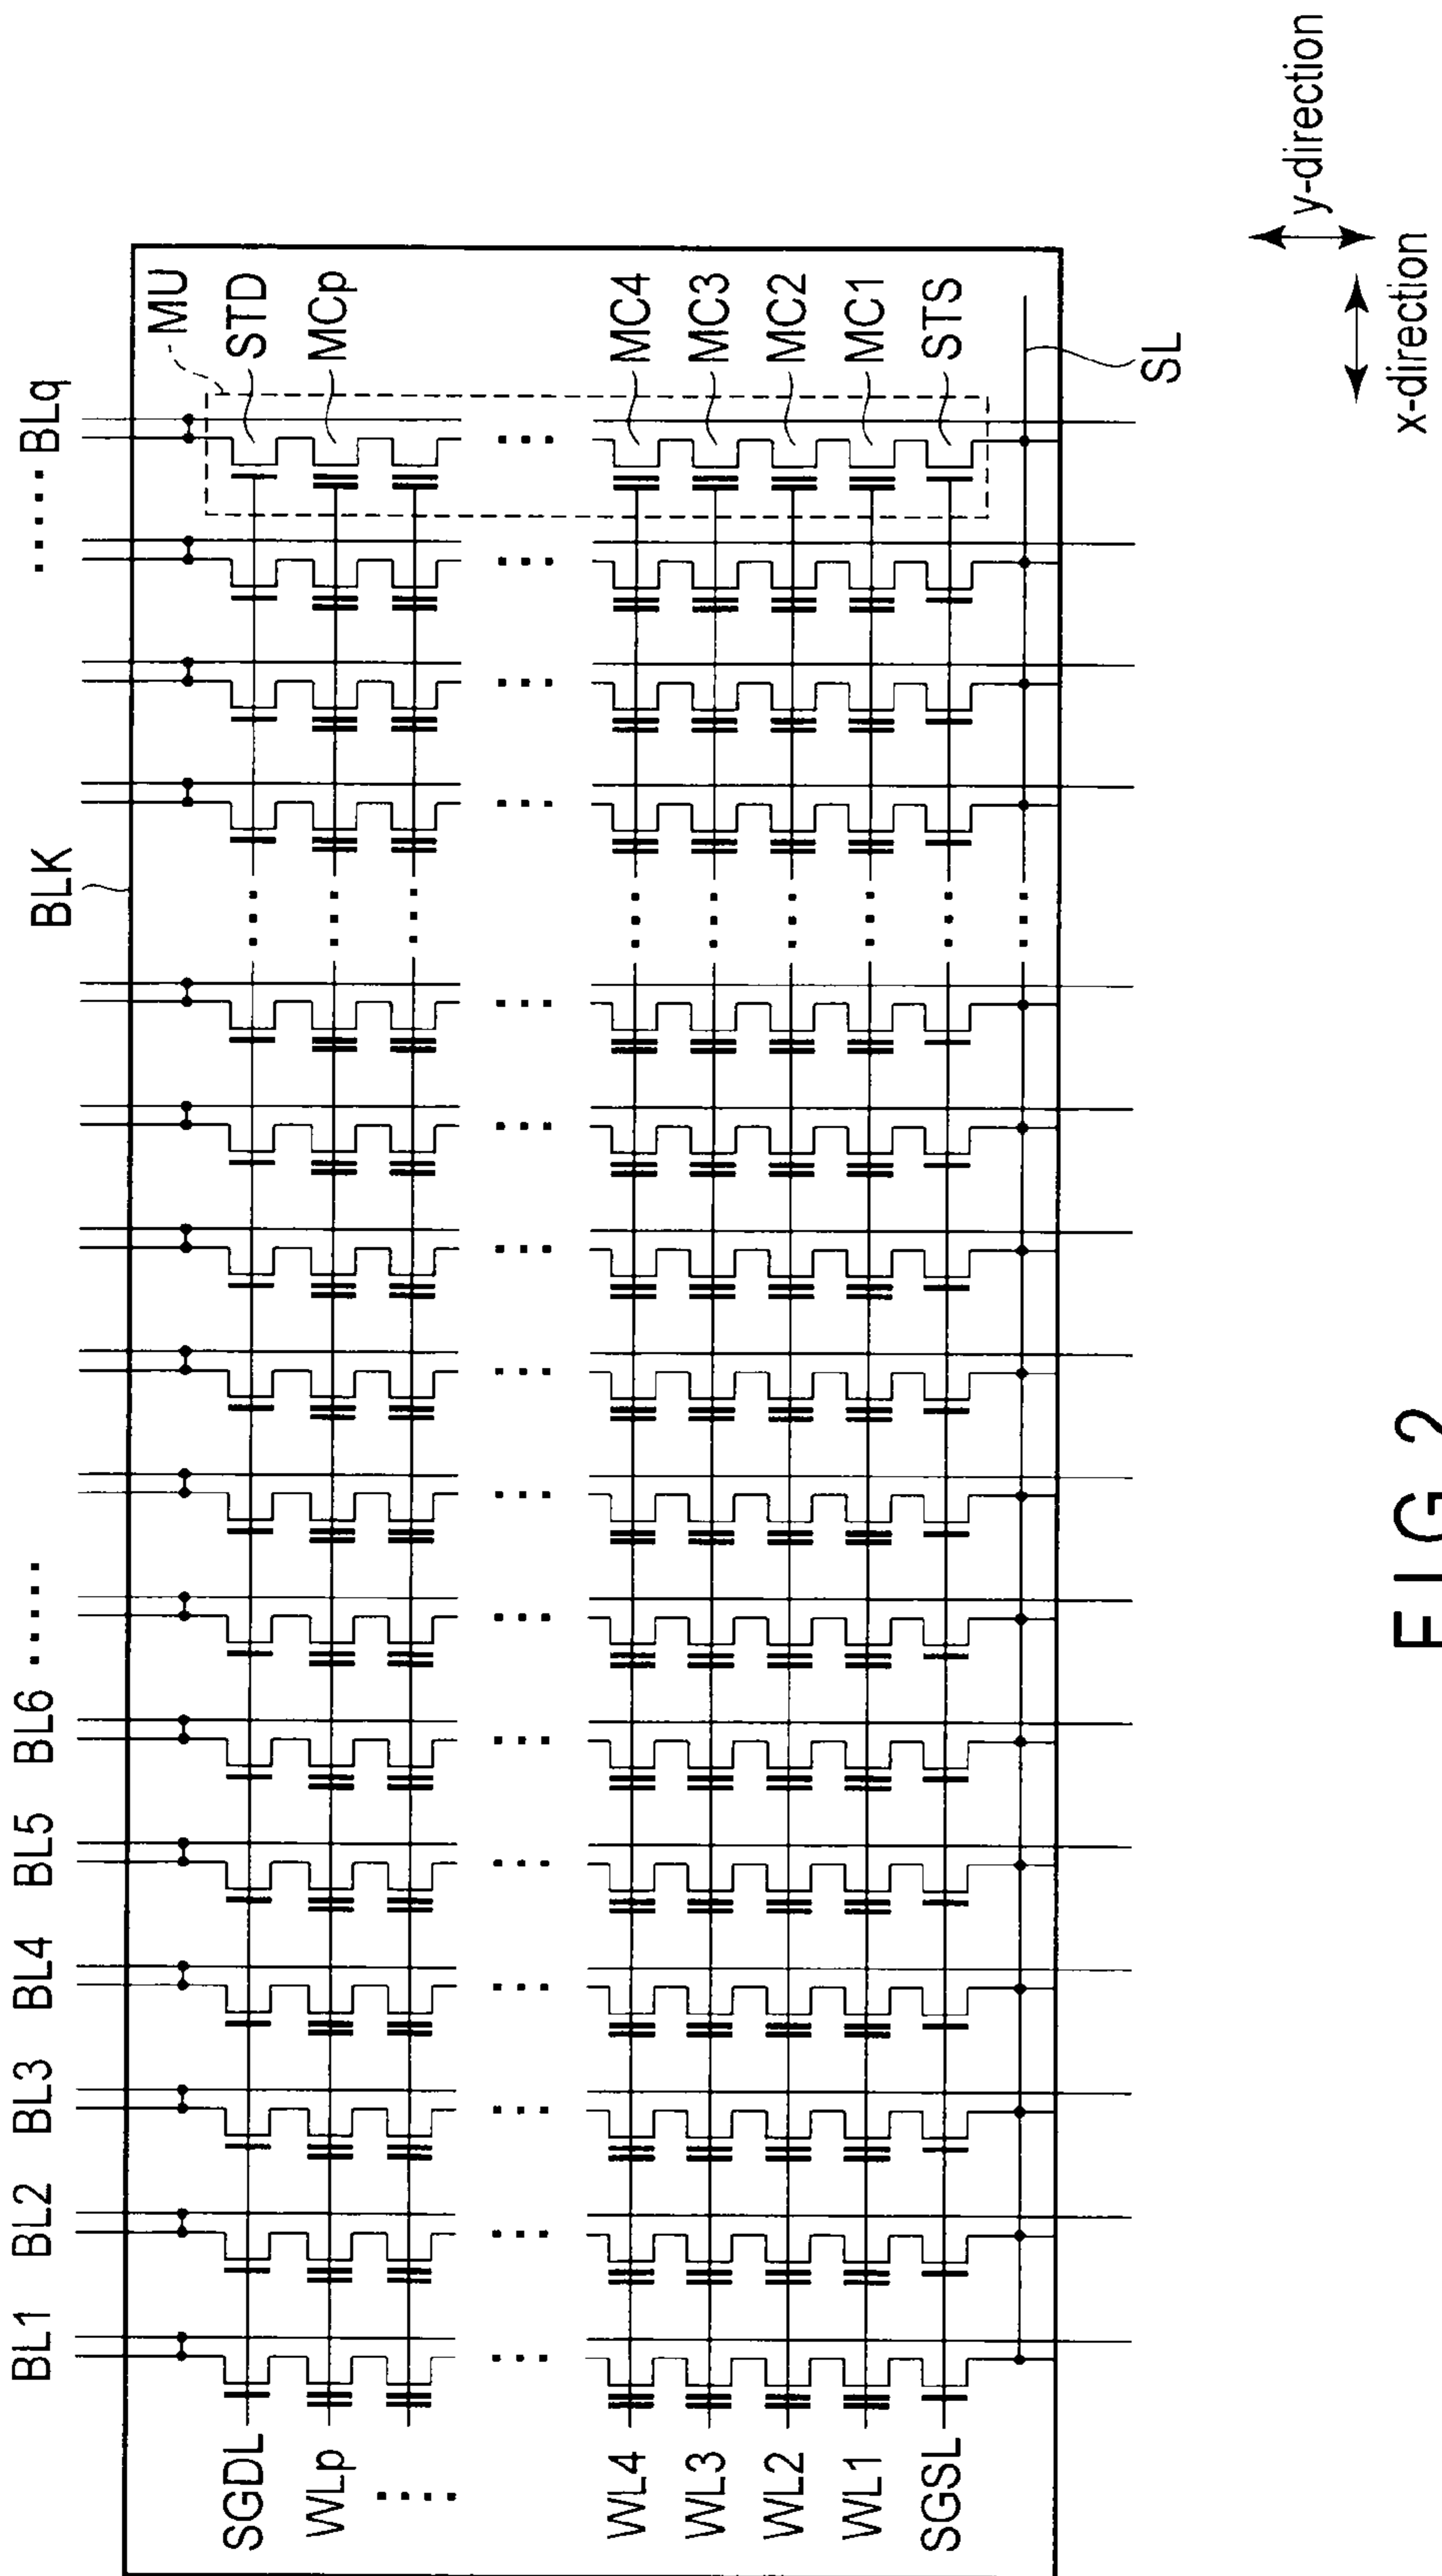 BLK
BL1 BL2 BL3 BL4 BL5 BL6 ..... ..... BLq
MU
SGDL STD
WLp MCp
....
WL4 MC4
WL3 MC3
WL2 MC2
WL1 MC1
SGSL STS
SL
y-direction
x-direction
FIG 2